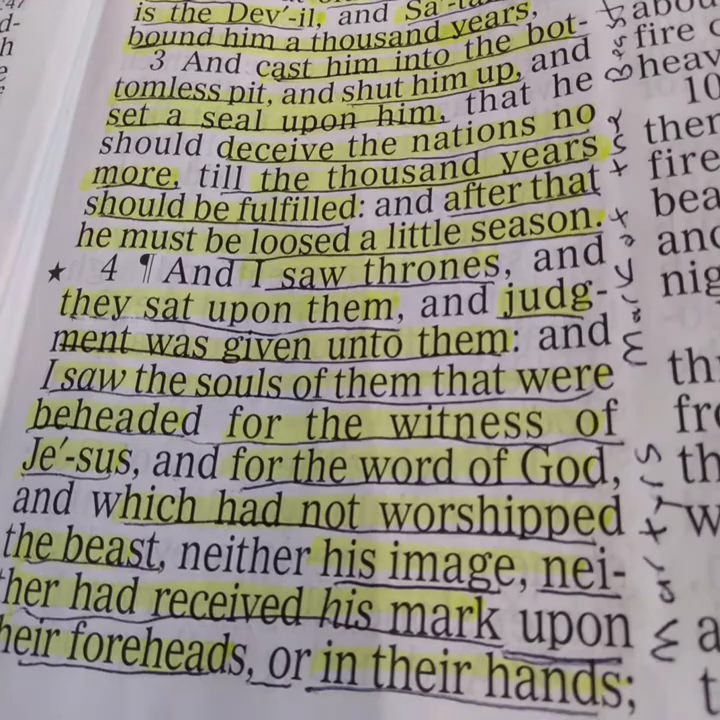 is the Dev´-il, and Sa´-ta
bound him a thousand years,
3 And cast him into the bot-
tomless pit, and shut him up, and
set a seal upon him, that he
should deceive the nations no
more, till the thousand years
should be fulfilled: and after that
he must be loosed a little season.
★ 4 ¶ And I saw thrones, and
they sat upon them, and judg-
ment was given unto them: and
I saw the souls of them that were
beheaded for the witness of
Je´-sus, and for the word of God,
and which had not worshipped
the beast, neither his image, nei-
ther had received his mark upon
heir foreheads, or in their hands;
fire
heav
10
ther
fire
bea
and
nig
th
w
a
t